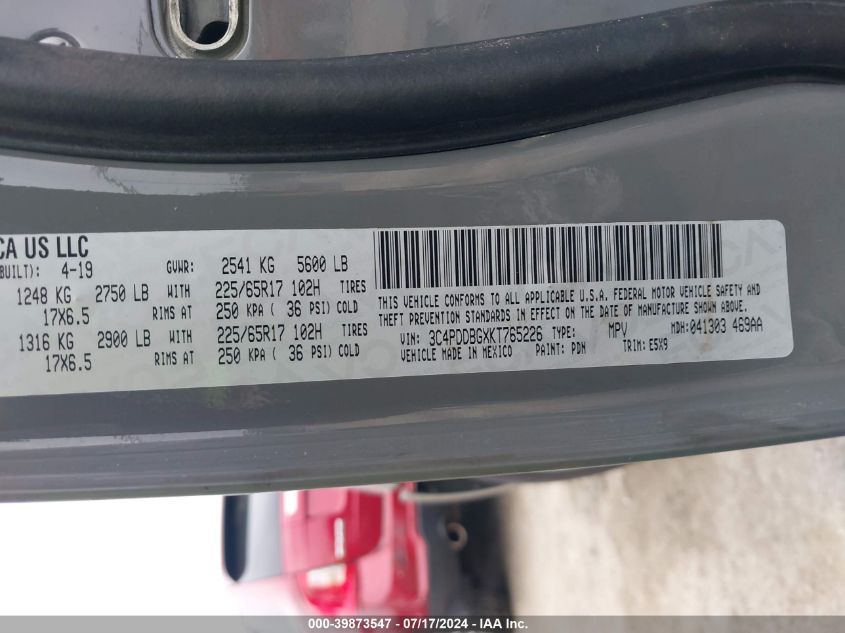 CA US LLC
BUILT): 4-19 GVWR: 2541 KG 5600 LB
1248 KG 2750 LB WITH 225/65R17 102H TIRES
17X6.5 RIMS AT 250 KPA ( 36 PSI) COLD
1316 KG 2900 LB WITH 225/65R17 102H TIRES
17X6.5 RIMS AT 250 KPA ( 36 PSI) COLD
THIS VEHICLE CONFORMS TO ALL APPLICABLE U.S.A. FEDERAL MOTOR VEHICLE SAFETY AND
THEFT PREVENTION STANDARDS IN EFFECT ON THE DATE OF MANUFACTURE SHOWN ABOVE.
VIN: 3C4PDDBGXKT765226 TYPE: MPV MDH: 041303 469AA
VEHICLE MADE IN MEXICO PAINT: PDN TRIM: E5X9
000-39873547 - 07/17/2024 - IAA Inc.